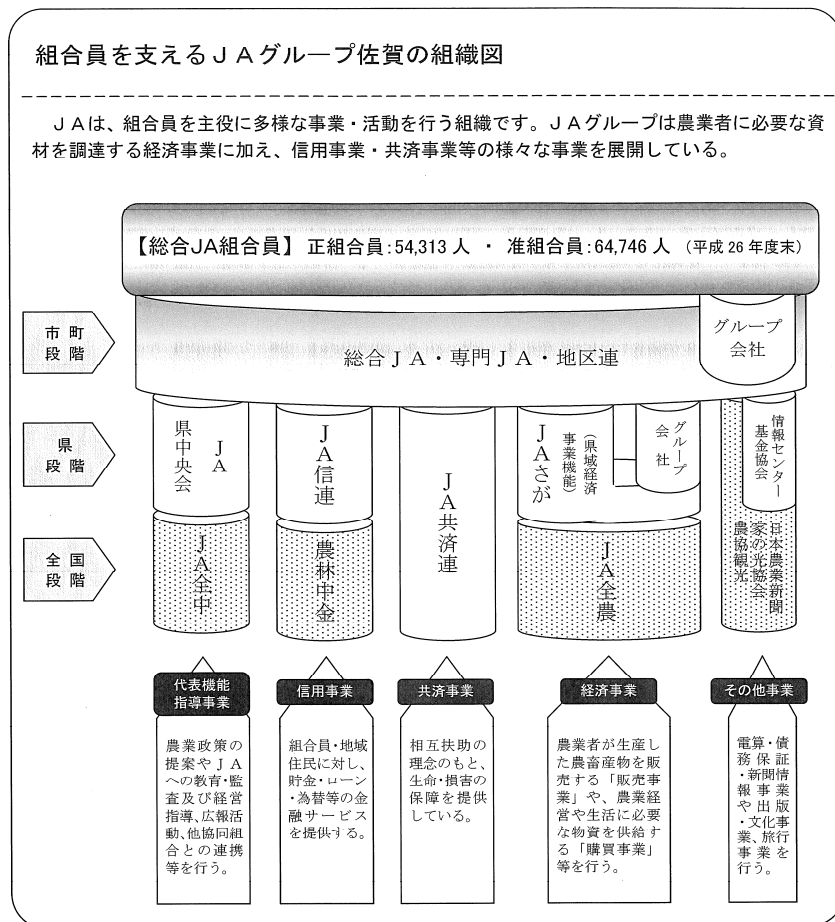 組合員を支えるＪＡグループ佐賀の組織図
ＪＡは、組合員を主役に多様な事業・活動を行う組織です。ＪＡグループは農業者に必要な資
材を調達する経済事業に加え、信用事業・共済事業等の様々な事業を展開している。
【総合JA組合員】 正組合員：54,313 人 ・ 准組合員：64,746 人 （平成 26 年度末）
市 町
段 階
総合ＪＡ・専門ＪＡ・地区連
グループ
会社
県
段 階
ＪＡ
県中央会
ＪＡ信連
ＪＡ共済連
ＪＡさが
（県域経済
事業機能）
グループ
会 社
情報センター
基金協会
全 国
段 階
ＪＡ全中
農林中金
ＪＡ全農
日本農業新聞
家の光協会
農協観光
代表機能
指導事業
信用事業
共済事業
経済事業
その他事業
農業政策の
提案やＪＡ
への教育・監
査及び経営
指導、広報活
動、他協同組
合との連携
等を行う。
組合員・地域
住民に対し、
貯金・ローン
・為替等の金
融サービス
を提供する。
相互扶助の
理念のもと、
生命・損害の
保障を提供
している。
農業者が生産し
た農畜産物を販
売する「販売事
業」や、農業経
営や生活に必要
な物資を供給す
る「購買事業」
等を行う。
電算・債
務保証
・新聞情
報事業
や出版
・文化事
業、旅行
事業を
行う。